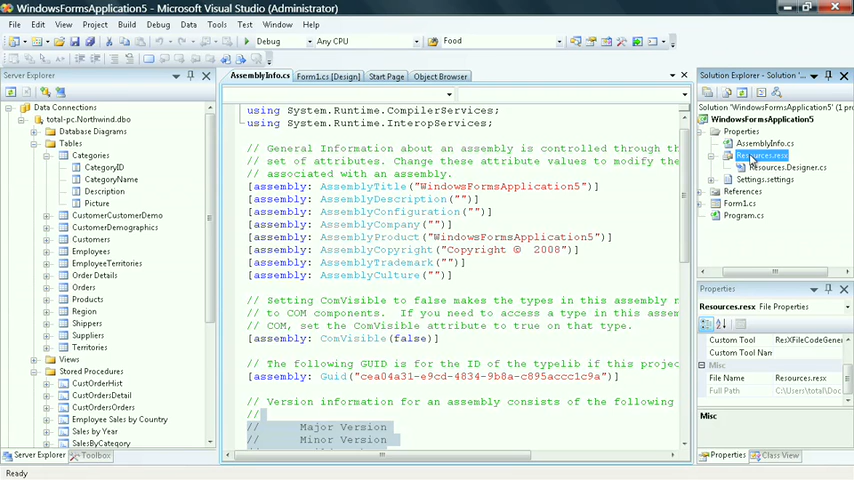 WindowsFormsApplication5 - Microsoft Visual Studio (Administrator)
File Edit View Project Build Debug Data Tools Test Window Help
Debug Any CPU Food
Server Explorer
Data Connections
total-pc.Northwind.dbo
Database Diagrams
Tables
Categories
CategoryID
CategoryName
Description
Picture
CustomerCustomerDemo
CustomerDemographics
Customers
Employees
EmployeeTerritories
Order Details
Orders
Products
Region
Shippers
Suppliers
Territories
Views
Stored Procedures
CustOrderHist
CustOrdersDetail
CustOrdersOrders
Employee Sales by Country
Sales by Year
SalesByCategory
Server Explorer Toolbox
AssemblyInfo.cs Form1.cs [Design] Start Page Object Browser
using System.Runtime.CompilerServices;
using System.Runtime.InteropServices;
// General Information about an assembly is controlled through the
// set of attributes. Change these attribute values to modify the
// associated with an assembly.
[assembly: AssemblyTitle("WindowsFormsApplication5")]
[assembly: AssemblyDescription("")]
[assembly: AssemblyConfiguration("")]
[assembly: AssemblyCompany("")]
[assembly: AssemblyProduct("WindowsFormsApplication5")]
[assembly: AssemblyCopyright("Copyright © 2008")]
[assembly: AssemblyTrademark("")]
[assembly: AssemblyCulture("")]
// Setting ComVisible to false makes the types in this assembly n
// to COM components. If you need to access a type in this assem
// COM, set the ComVisible attribute to true on that type.
[assembly: ComVisible(false)]
// The following GUID is for the ID of the typelib if this projec
[assembly: Guid("cea04a31-e9cd-4834-9b8a-c895accc1c9a")]
// Version information for an assembly consists of the following
//
// Major Version
// Minor Version
Solution Explorer - Solution '...
Solution 'WindowsFormsApplication5' (
WindowsFormsApplication5
Properties
AssemblyInfo.cs
Resources.resx
Resources.Designer.cs
Settings.settings
References
Form1.cs
Program.cs
Properties
Resources.resx File Properties
Custom Tool ResXFileCodeGener
Custom Tool Nam
Misc
File Name Resources.resx
Full Path C:\Users\total\Doc
Misc
Properties Class View
Ready